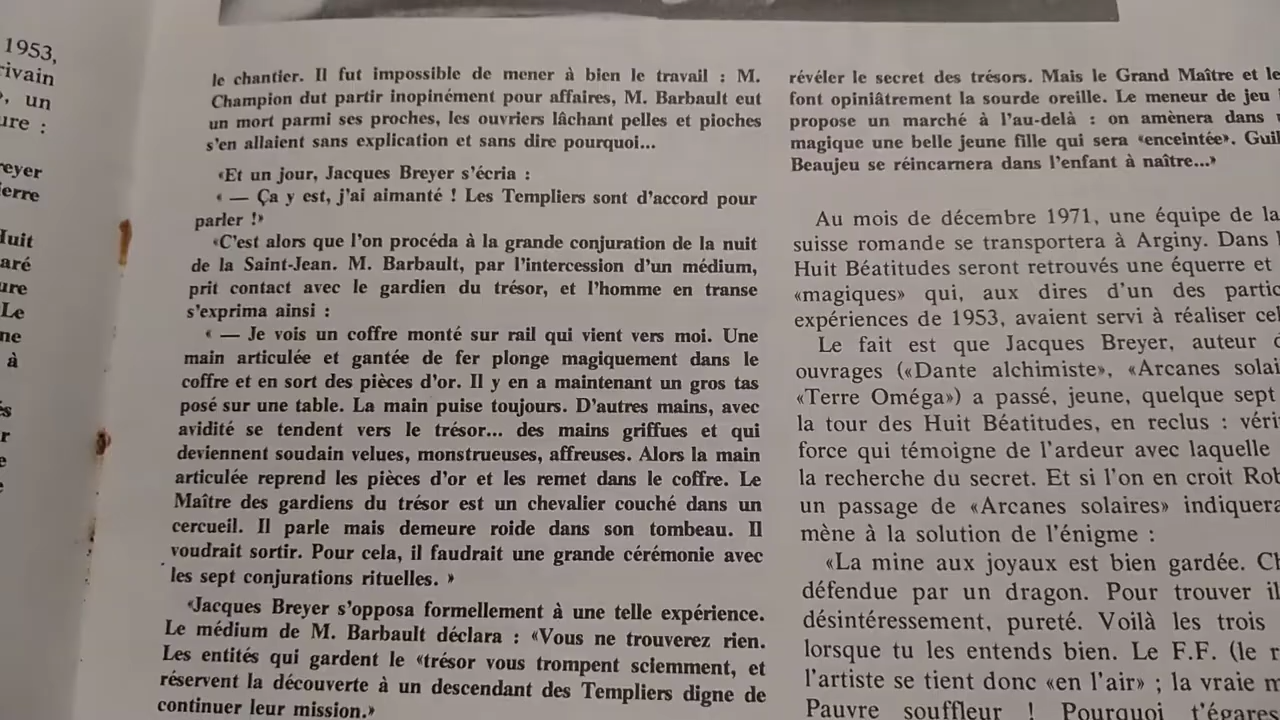 1953,
rivain
», un
ure :
reyer
ierre
Huit
aré
ure
Le
ne
à
és
r
e
e
le chantier. Il fut impossible de mener à bien le travail : M.
Champion dut partir inopinément pour affaires, M. Barbault eut
un mort parmi ses proches, les ouvriers lâchant pelles et pioches
s'en allaient sans explication et sans dire pourquoi...
«Et un jour, Jacques Breyer s'écria :
« — Ça y est, j'ai aimanté ! Les Templiers sont d'accord pour
parler !»
«C'est alors que l'on procéda à la grande conjuration de la nuit
de la Saint-Jean. M. Barbault, par l'intercession d'un médium,
prit contact avec le gardien du trésor, et l'homme en transe
s'exprima ainsi :
« — Je vois un coffre monté sur rail qui vient vers moi. Une
main articulée et gantée de fer plonge magiquement dans le
coffre et en sort des pièces d'or. Il y en a maintenant un gros tas
posé sur une table. La main puise toujours. D'autres mains, avec
avidité se tendent vers le trésor... des mains griffues et qui
deviennent soudain velues, monstrueuses, affreuses. Alors la main
articulée reprend les pièces d'or et les remet dans le coffre. Le
Maître des gardiens du trésor est un chevalier couché dans un
cercueil. Il parle mais demeure roide dans son tombeau. Il
voudrait sortir. Pour cela, il faudrait une grande cérémonie avec
les sept conjurations rituelles. »
«Jacques Breyer s'opposa formellement à une telle expérience.
Le médium de M. Barbault déclara : «Vous ne trouverez rien.
Les entités qui gardent le «trésor vous trompent sciemment, et
réservent la découverte à un descendant des Templiers digne de
continuer leur mission.»
révéler le secret des trésors. Mais le Grand Maître et le
font opiniâtrement la sourde oreille. Le meneur de jeu
propose un marché à l'au-delà : on amènera dans
magique une belle jeune fille qui sera «enceintée». Guil
Beaujeu se réincarnera dans l'enfant à naître...»
Au mois de décembre 1971, une équipe de la
suisse romande se transportera à Arginy. Dans
Huit Béatitudes seront retrouvés une équerre et
«magiques» qui, aux dires d'un des partic
expériences de 1953, avaient servi à réaliser cel
Le fait est que Jacques Breyer, auteur
ouvrages («Dante alchimiste», «Arcanes solai
«Terre Oméga») a passé, jeune, quelque sept
la tour des Huit Béatitudes, en reclus : véri
force qui témoigne de l'ardeur avec laquelle
la recherche du secret. Et si l'on en croit Rob
un passage de «Arcanes solaires» indiquera
mène à la solution de l'énigme :
«La mine aux joyaux est bien gardée. Ch
défendue par un dragon. Pour trouver il
désintéressement, pureté. Voilà les trois
lorsque tu les entends bien. Le F.F. (le r
l'artiste se tient donc «en l'air» ; la vraie m
Pauvre souffleur ! Pourquoi t'égares